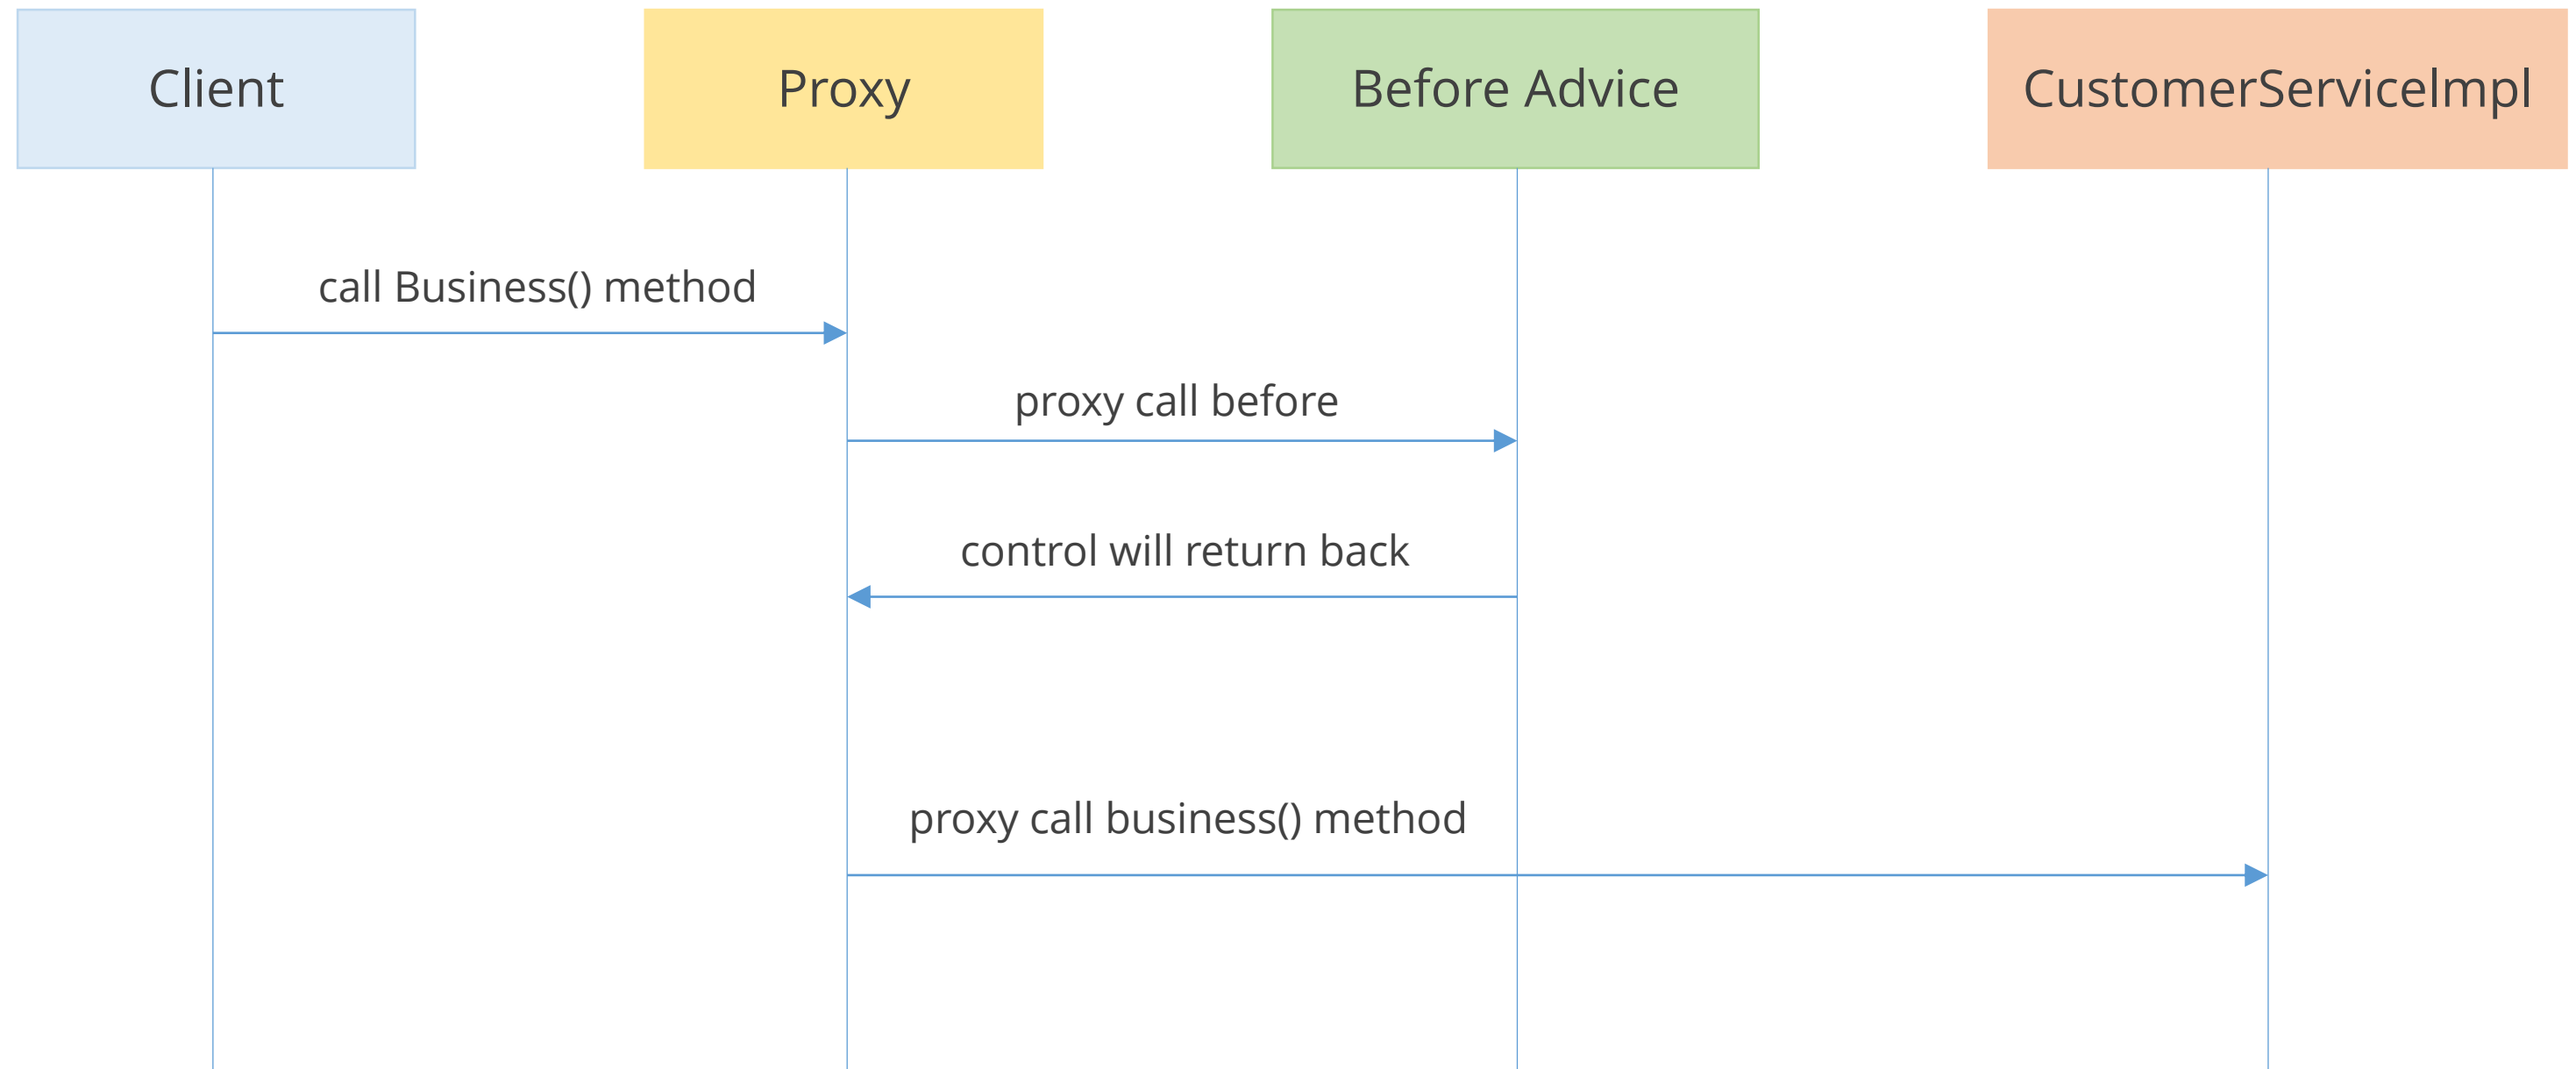 Client
Proxy
Before Advice
CustomerServiceImpl
call Business() method
proxy call before
control will return back
proxy call business() method